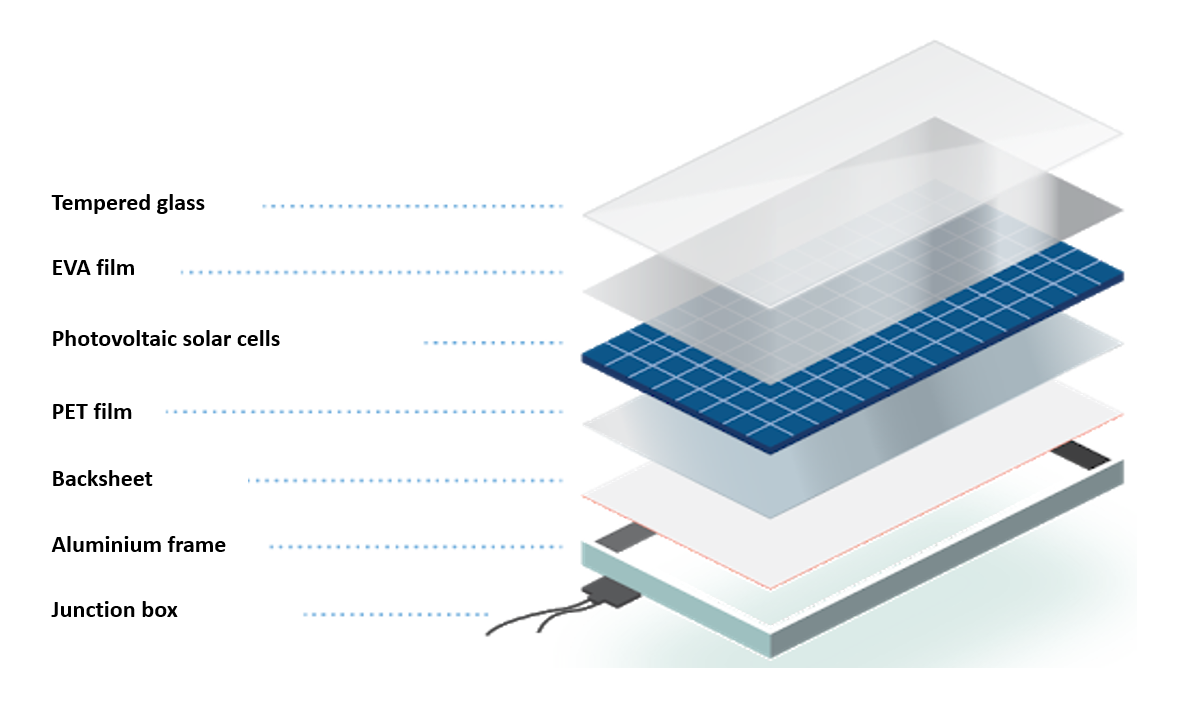 Tempered glass
EVA film
Photovoltaic solar cells
PET film
Backsheet
Aluminium frame
Junction box